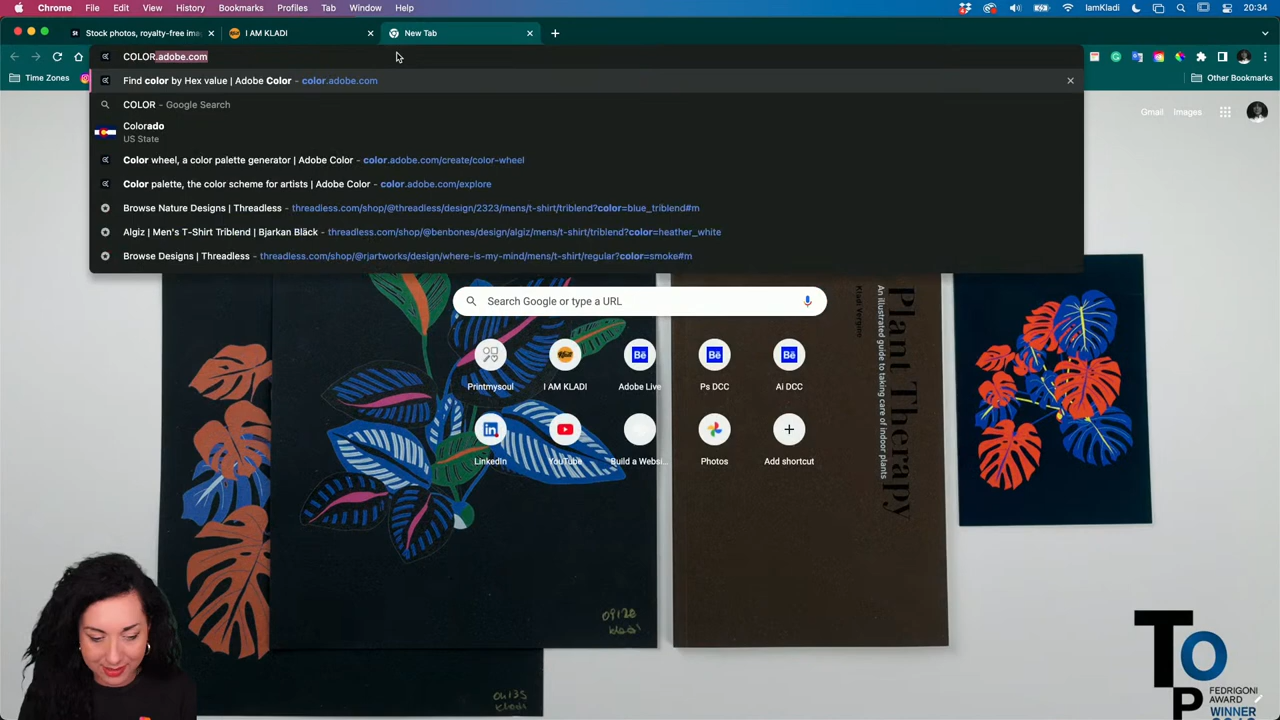 Chrome File Edit View History Bookmarks Profiles Tab Window Help IamKladi 20:34
Stock photos, royalty-free imag I AM KLADI New Tab
COLOR.adobe.com
Time Zones Other Bookmarks
Find color by Hex value | Adobe Color - color.adobe.com
COLOR - Google Search
Colorado
US State
Gmail Images
Color wheel, a color palette generator | Adobe Color - color.adobe.com/create/color-wheel
Color palette, the color scheme for artists | Adobe Color - color.adobe.com/explore
Browse Nature Designs | Threadless - threadless.com/shop/@threadless/design/2323/mens/t-shirt/triblend?color=blue_triblend#m
Algiz | Men's T-Shirt Triblend | Bjarkan Bläck - threadless.com/shop/@benbones/design/algiz/mens/t-shirt/triblend?color=heather_white
Browse Designs | Threadless - threadless.com/shop/@rjartworks/design/where-is-my-mind/mens/t-shirt/regular?color=smoke#m
Search Google or type a URL
Printmysoul I AM KLADI Adobe Live Ps DCC Ai DCC
LinkedIn YouTube Build a Websi... Photos Add shortcut
Plant Therapy
An illustrated guide to taking care of indoor plants
kladi
kladi
TOP
FEDRIGONI
AWARD
WINNER